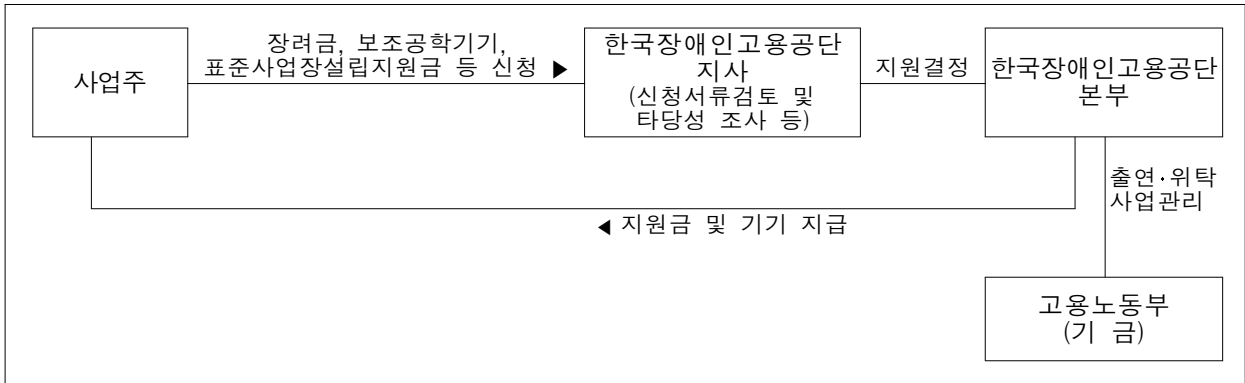 사업주
장려금, 보조공학기기,
표준사업장설립지원금 등 신청 ▶
한국장애인고용공단
지사
(신청서류검토 및
타당성 조사 등)
지원결정
한국장애인고용공단
본부
출연·위탁
사업관리
◀ 지원금 및 기기 지급
고용노동부
(기 금)